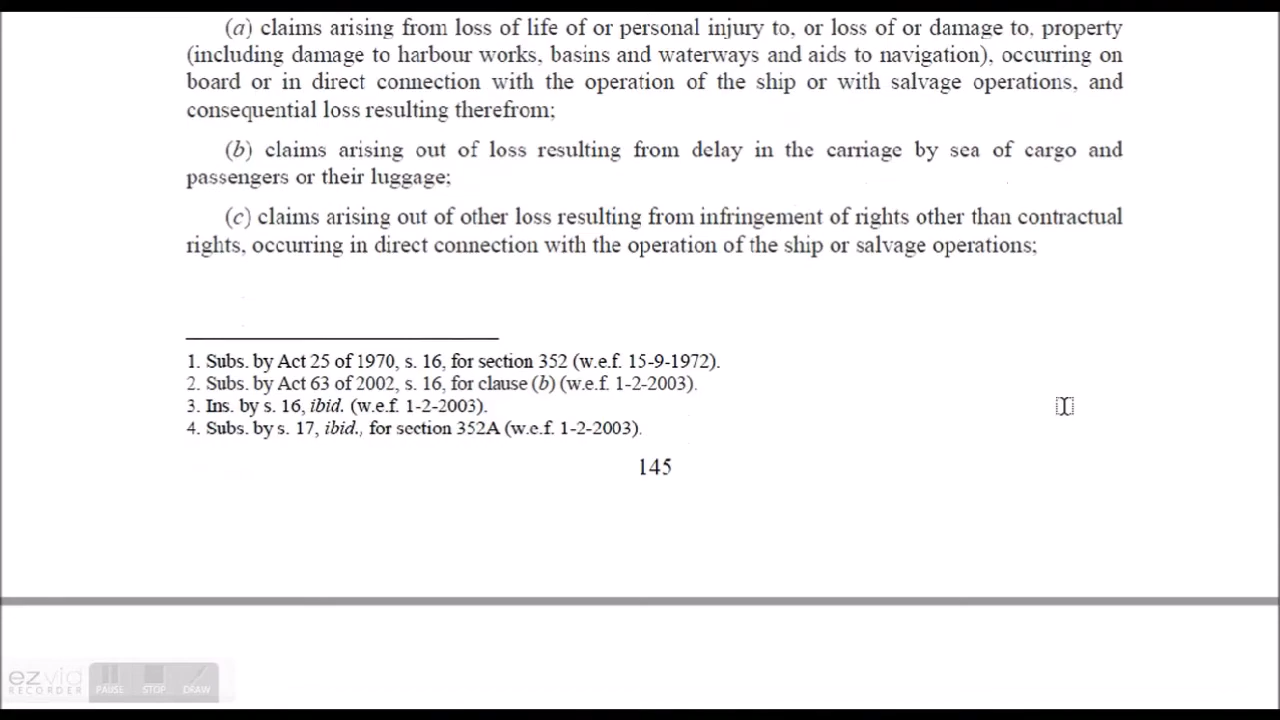 (a) claims arising from loss of life of or personal injury to, or loss of or damage to, property
(including damage to harbour works, basins and waterways and aids to navigation), occurring on
board or in direct connection with the operation of the ship or with salvage operations, and
consequential loss resulting therefrom;
(b) claims arising out of loss resulting from delay in the carriage by sea of cargo and
passengers or their luggage;
(c) claims arising out of other loss resulting from infringement of rights other than contractual
rights, occurring in direct connection with the operation of the ship or salvage operations;
1. Subs. by Act 25 of 1970, s. 16, for section 352 (w.e.f. 15-9-1972).
2. Subs. by Act 63 of 2002, s. 16, for clause (b) (w.e.f. 1-2-2003).
3. Ins. by s. 16, ibid. (w.e.f. 1-2-2003).
4. Subs. by s. 17, ibid., for section 352A (w.e.f. 1-2-2003).
145
ezvid
RECORDER
PAUSE STOP DRAW